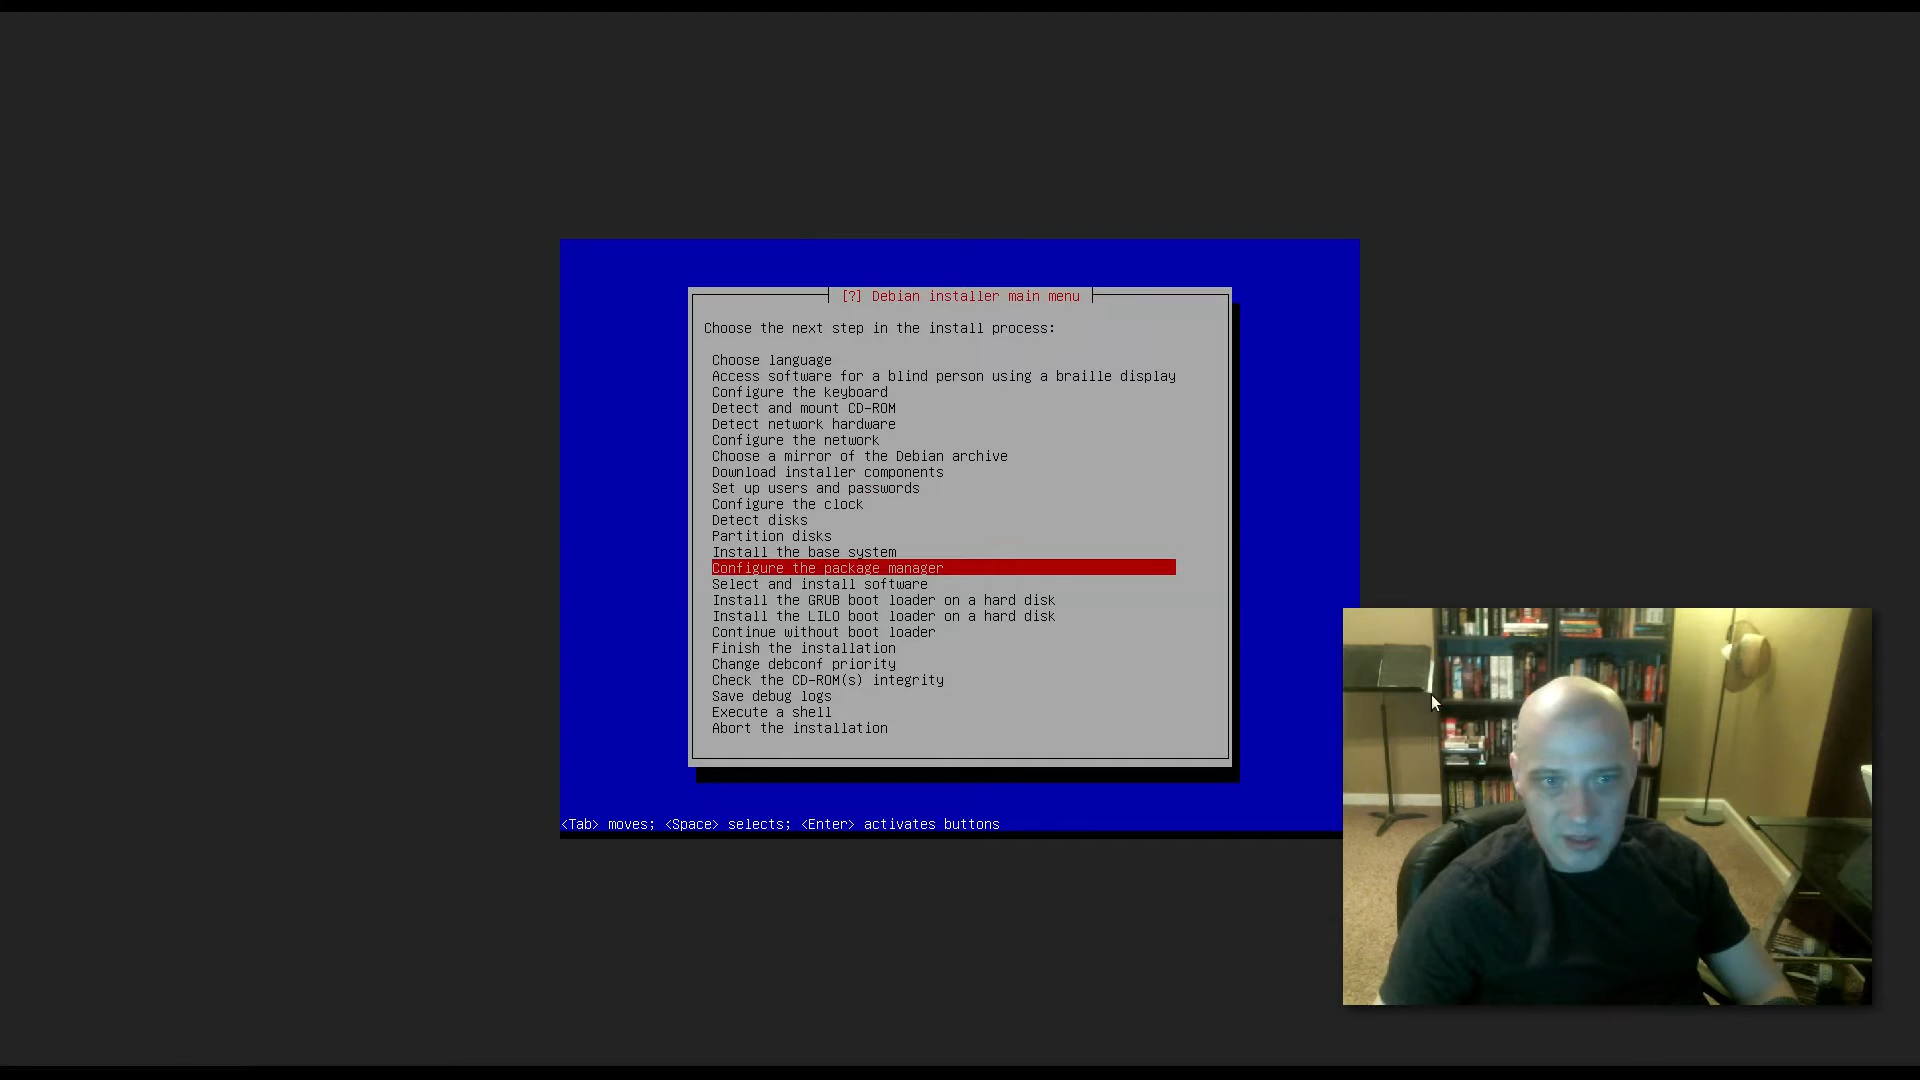 [?] Debian installer main menu
Choose the next step in the install process:
Choose language
Access software for a blind person using a braille display
Configure the keyboard
Detect and mount CD-ROM
Detect network hardware
Configure the network
Choose a mirror of the Debian archive
Download installer components
Set up users and passwords
Configure the clock
Detect disks
Partition disks
Install the base system
Configure the package manager
Select and install software
Install the GRUB boot loader on a hard disk
Install the LILO boot loader on a hard disk
Continue without boot loader
Finish the installation
Change debconf priority
Check the CD-ROM(s) integrity
Save debug logs
Execute a shell
Abort the installation
<Tab> moves; <Space> selects; <Enter> activates buttons